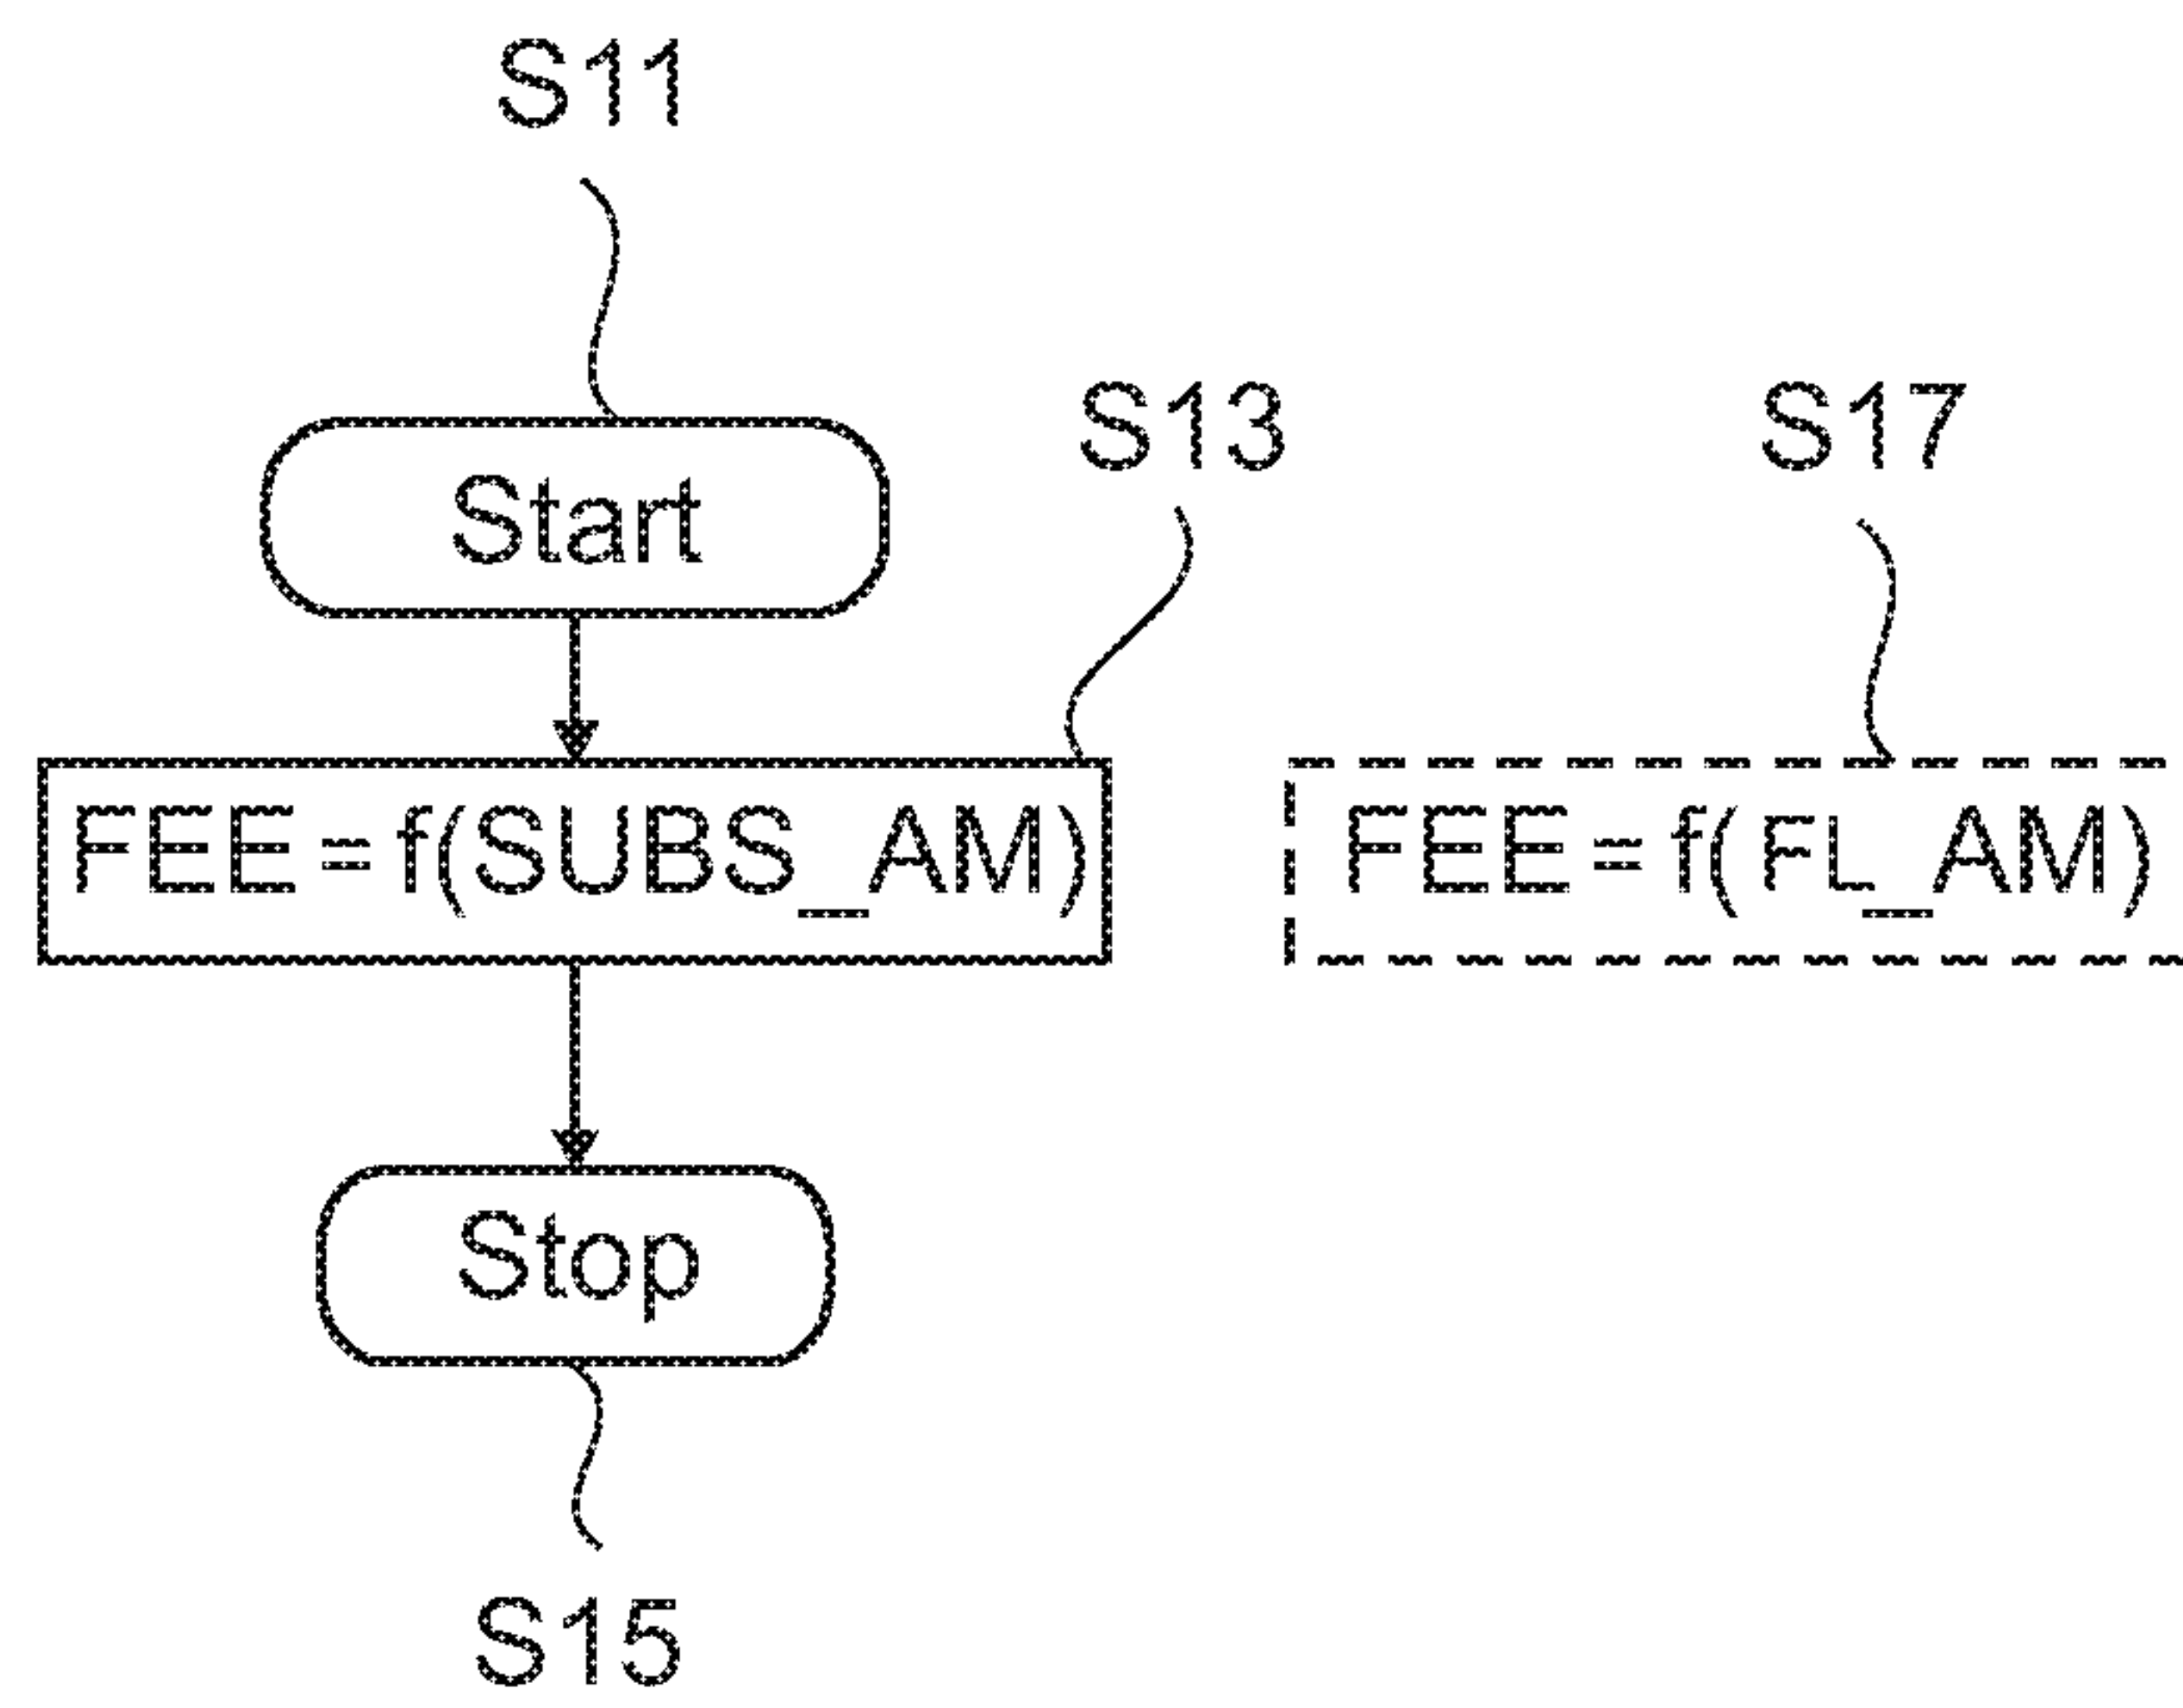 S11
Start
S13
S17
FEE = f(SUBS_AM)
FEE = f( FL_AM)
Stop
S15